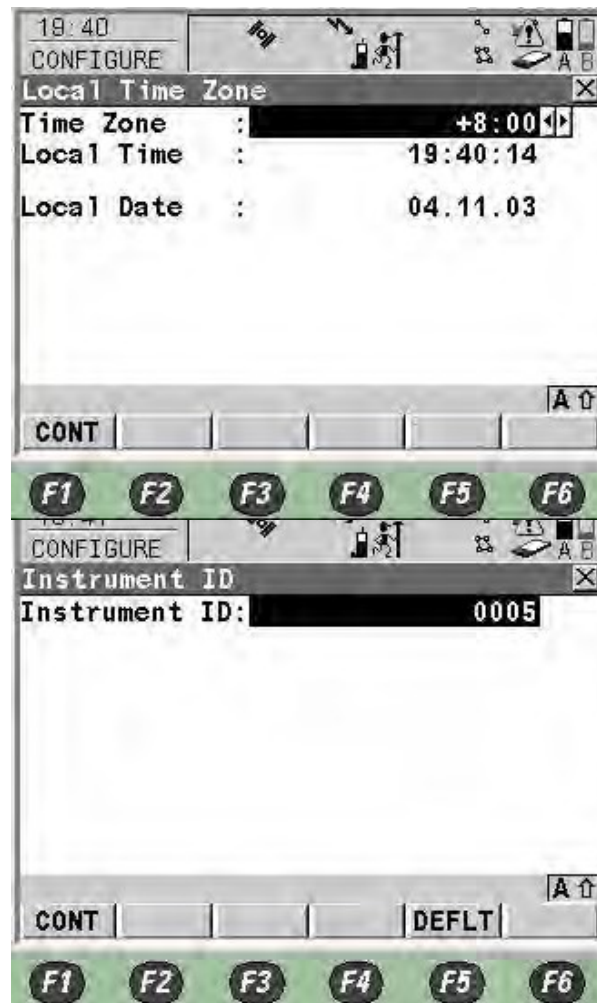 19:40
CONFIGURE
A B
Local Time Zone
Time Zone : +8:00
Local Time : 19:40:14
Local Date : 04.11.03
A
CONT
F1 F2 F3 F4 F5 F6
CONFIGURE
A B
Instrument ID
Instrument ID: 0005
A
CONT DEFLT
F1 F2 F3 F4 F5 F6